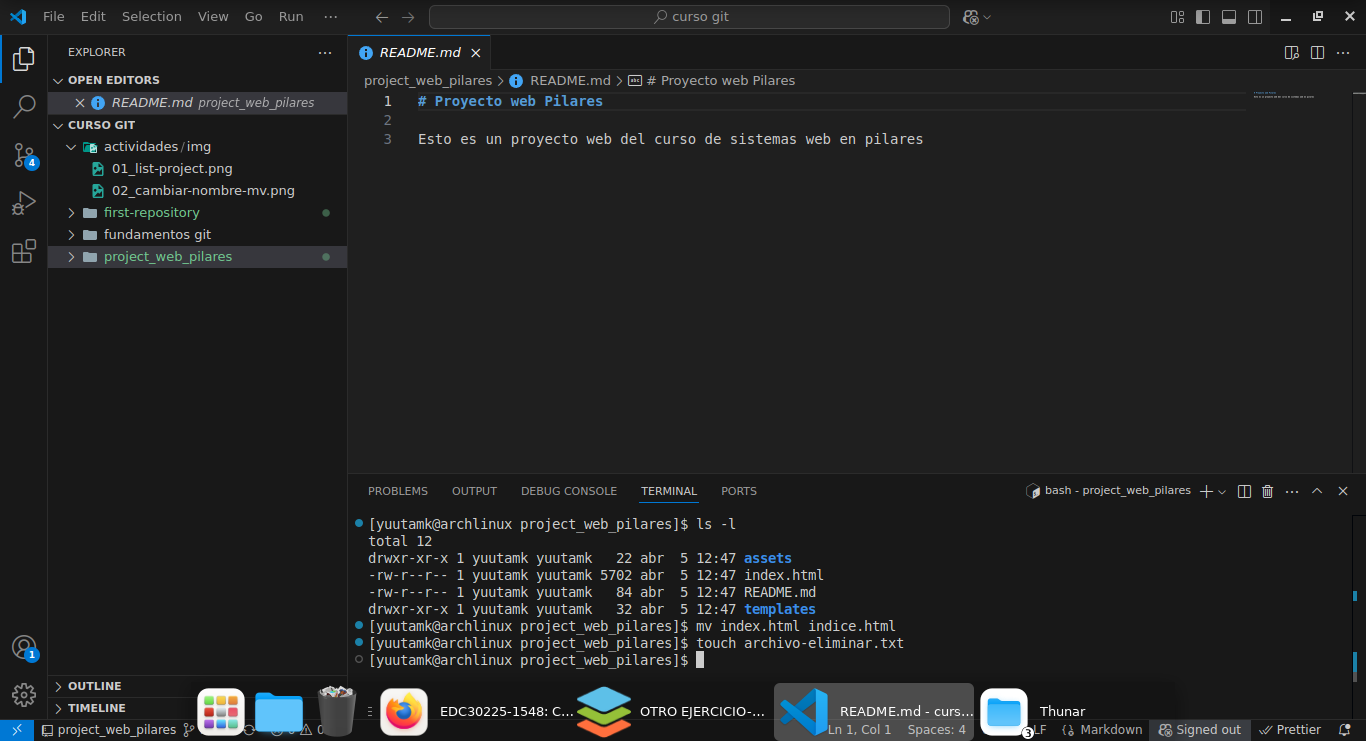 File Edit Selection View Go Run ··· curso git
EXPLORER ···
OPEN EDITORS
README.md project_web_pilares
CURSO GIT
actividades / img
01_list-project.png
02_cambiar-nombre-mv.png
first-repository
fundamentos git
project_web_pilares
OUTLINE
TIMELINE
4
1
README.md
project_web_pilares > README.md > # Proyecto web Pilares
1 # Proyecto web Pilares
2
3 Esto es un proyecto web del curso de sistemas web en pilares
PROBLEMS OUTPUT DEBUG CONSOLE TERMINAL PORTS
bash - project_web_pilares
[yuutamk@archlinux project_web_pilares]$ ls -l
total 12
drwxr-xr-x 1 yuutamk yuutamk   22 abr  5 12:47 assets
-rw-r--r-- 1 yuutamk yuutamk 5702 abr  5 12:47 index.html
-rw-r--r-- 1 yuutamk yuutamk   84 abr  5 12:47 README.md
drwxr-xr-x 1 yuutamk yuutamk   32 abr  5 12:47 templates
[yuutamk@archlinux project_web_pilares]$ mv index.html indice.html
[yuutamk@archlinux project_web_pilares]$ touch archivo-eliminar.txt
[yuutamk@archlinux project_web_pilares]$
EDC30225-1548: C... OTRO EJERCICIO-... README.md - curs... Thunar
3
project_web_pilares 0 Ln 1, Col 1 Spaces: 4 LF Markdown Signed out Prettier